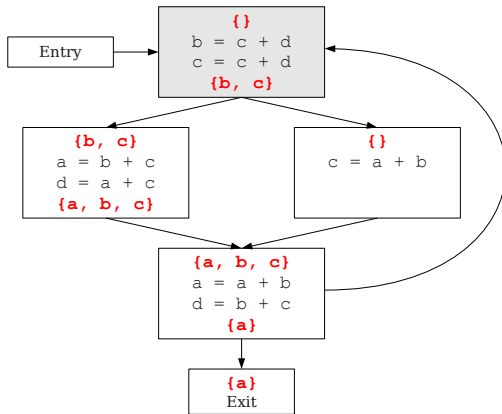 {}
b = c + d
c = c + d
{b, c}
Entry
{b, c}
a = b + c
d = a + c
{a, b, c}
{}
c = a + b
{a, b, c}
a = a + b
d = b + c
{a}
{a}
Exit